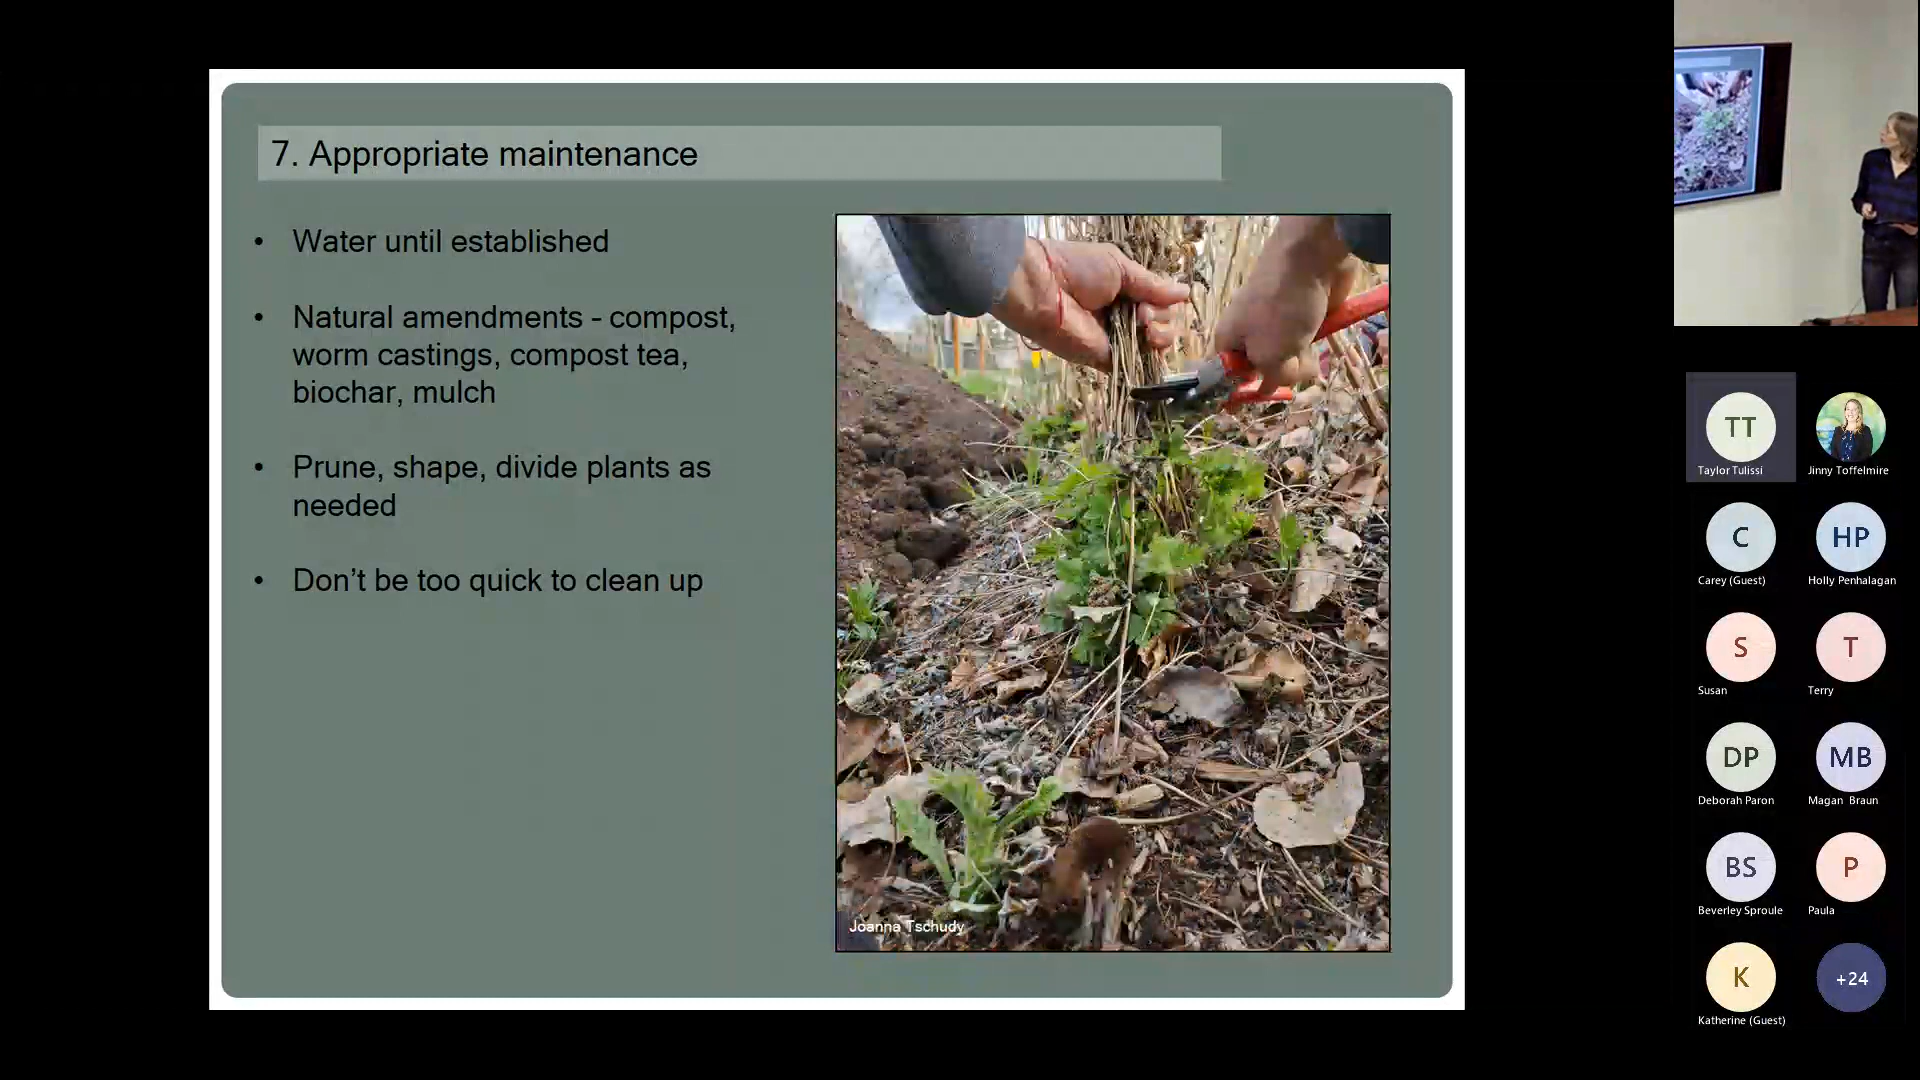 7. Appropriate maintenance
• Water until established
• Natural amendments - compost,
worm castings, compost tea,
biochar, mulch
• Prune, shape, divide plants as
needed
• Don’t be too quick to clean up
Joanna Tschudy
TT
Taylor Tulissi
Jinny Toffelmire
C
Carey (Guest)
HP
Holly Penhalagan
S
Susan
T
Terry
DP
Deborah Paron
MB
Magan Braun
BS
Beverley Sproule
P
Paula
K
Katherine (Guest)
+24